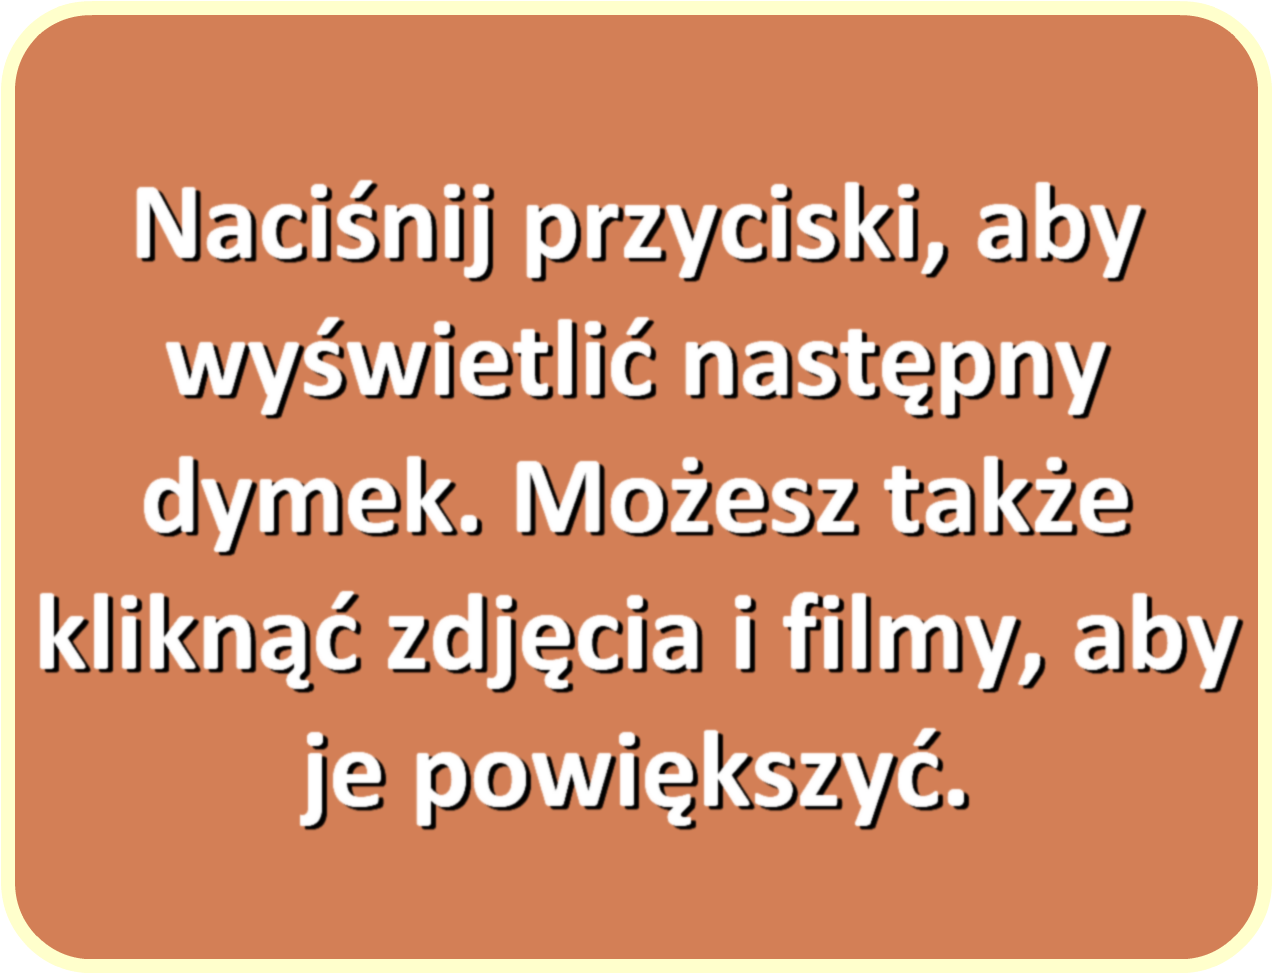 Naciśnij przyciski, aby
wyświetlić następny
dymek. Możesz także
kliknąć zdjęcia i filmy, aby
je powiększyć.